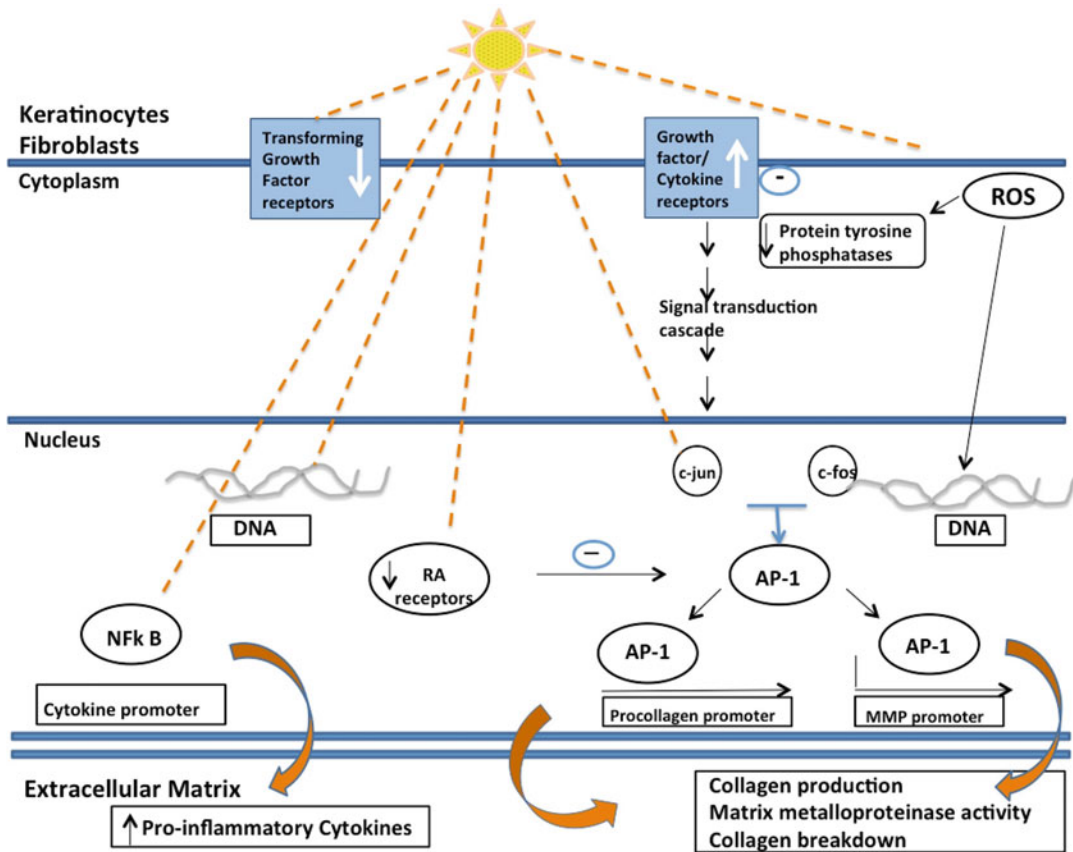 Keratinocytes
Fibroblasts
Transforming
Growth
Factor
receptors
Growth
factor/
Cytokine
receptors
Cytoplasm
-
ROS
Protein tyrosine
phosphatases
Signal transduction
cascade
Nucleus
c-jun
c-fos
DNA
DNA
RA
receptors
–
AP-1
NFk B
AP-1
AP-1
Cytokine promoter
Procollagen promoter
MMP promoter
Extracellular Matrix
Pro-inflammatory Cytokines
Collagen production
Matrix metalloproteinase activity
Collagen breakdown